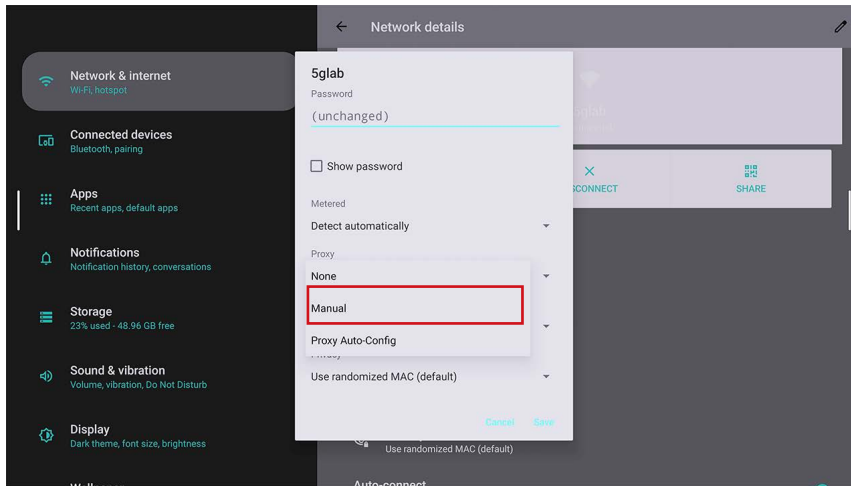 Network details
Network & internet
Wi-Fi, hotspot
Connected devices
Bluetooth, pairing
Apps
Recent apps, default apps
Notifications
Notification history, conversations
Storage
23% used - 48.96 GB free
Sound & vibration
Volume, vibration, Do Not Disturb
Display
Dark theme, font size, brightness
5glab
Password
(unchanged)
Show password
Metered
Detect automatically
Proxy
None
Manual
Proxy Auto-Config
Privacy
Use randomized MAC (default)
Cancel
Save
5glab
SHARE
Use randomized MAC (default)
Auto-connect